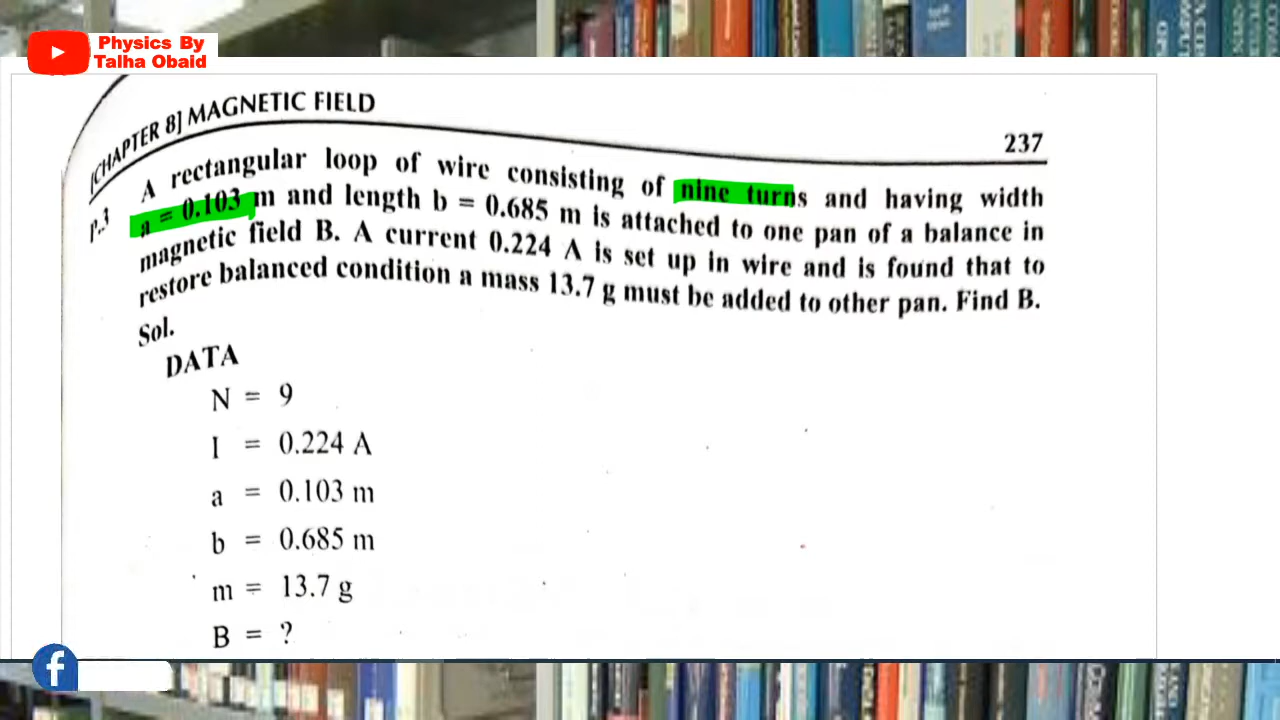 Physics By
Talha Obaid
[CHAPTER 8] MAGNETIC FIELD
237
P.3 A rectangular loop of wire consisting of nine turns and having width
a = 0.103 m and length b = 0.685 m is attached to one pan of a balance in
magnetic field B. A current 0.224 A is set up in wire and is found that to
restore balanced condition a mass 13.7 g must be added to other pan. Find B.
Sol.
DATA
N = 9
I = 0.224 A
a = 0.103 m
b = 0.685 m
m = 13.7 g
B = ?